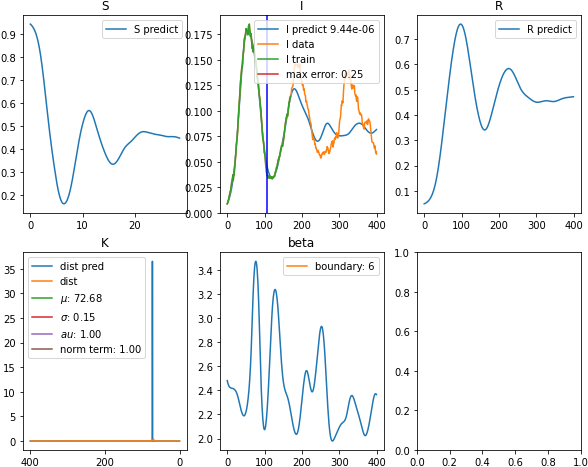 S
I
R
S predict
I predict 9.44e-06
I data
I train
max error: 0.25
R predict
0.9
0.8
0.7
0.6
0.5
0.4
0.3
0.2
0 10 20
0.175
0.150
0.125
0.100
0.075
0.050
0.025
0.000
0 100 200 300 400
0.7
0.6
0.5
0.4
0.3
0.2
0.1
0 100 200 300 400
K
beta
dist pred
dist
μ: 72.68
σ: 0.15
au: 1.00
norm term: 1.00
boundary: 6
35
30
25
20
15
10
5
0
400 200 0
3.4
3.2
3.0
2.8
2.6
2.4
2.2
2.0
0 100 200 300 400
1.0
0.8
0.6
0.4
0.2
0.0
0.0 0.2 0.4 0.6 0.8 1.0